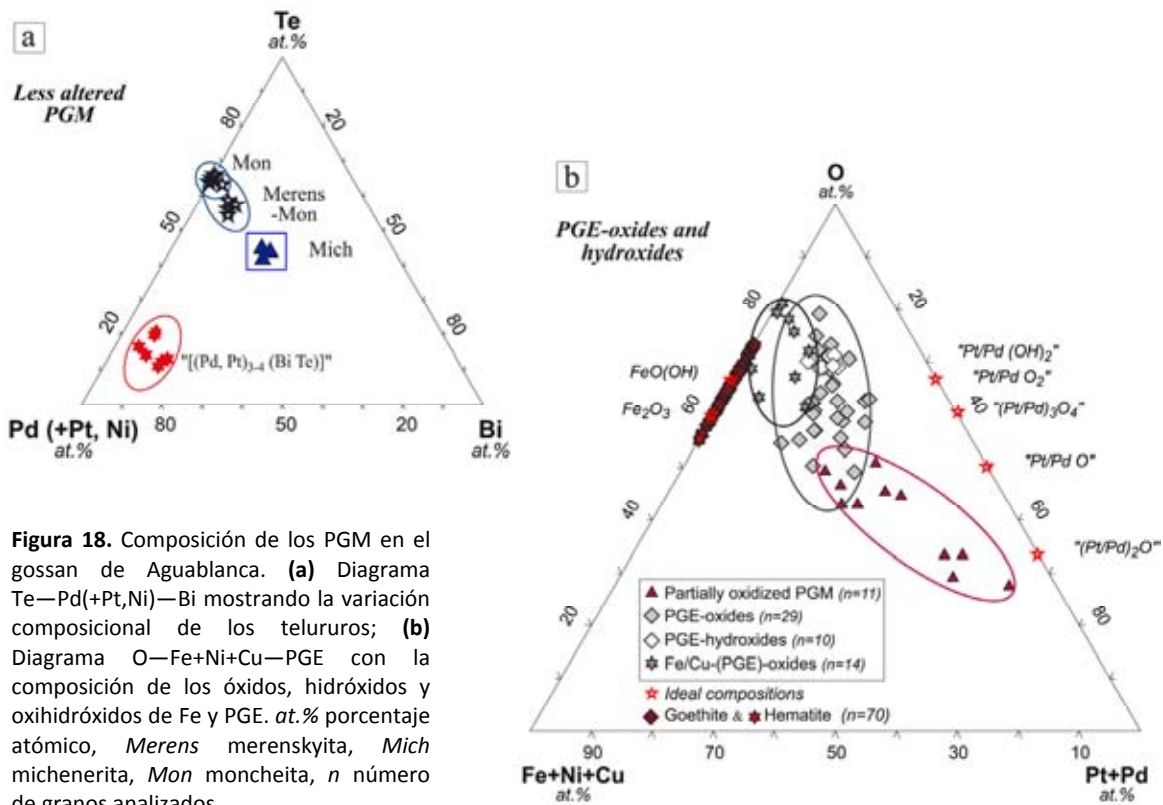 a
Te
at.%
Less altered
PGM
80
20
Mon
Merens
-Mon
50
50
Mich
20
80
"[(Pd, Pt)3-4 (Bi Te)]"
Pd (+Pt, Ni)
at.%
80
50
20
Bi
at.%
b
O
at.%
PGE-oxides and
hydroxides
80
20
FeO(OH)
Fe2O3
60
40
"Pt/Pd (OH)2"
"Pt/Pd O2"
40
"(Pt/Pd)3O4"
"Pt/Pd O"
60
"(Pt/Pd)2O"
20
80
Partially oxidized PGM (n=11)
PGE-oxides (n=29)
PGE-hydroxides (n=10)
Fe/Cu-(PGE)-oxides (n=14)
Ideal compositions
Goethite & Hematite (n=70)
90
70
50
30
10
Fe+Ni+Cu
at.%
Pt+Pd
at.%
Figura 18. Composición de los PGM en el
gossan de Aguablanca. (a) Diagrama
Te—Pd(+Pt,Ni)—Bi mostrando la variación
composicional de los telururos; (b)
Diagrama O—Fe+Ni+Cu—PGE con la
composición de los óxidos, hidróxidos y
oxihidróxidos de Fe y PGE. at.% porcentaje
atómico, Merens merenskyita, Mich
michenerita, Mon moncheita, n número
de granos analizados